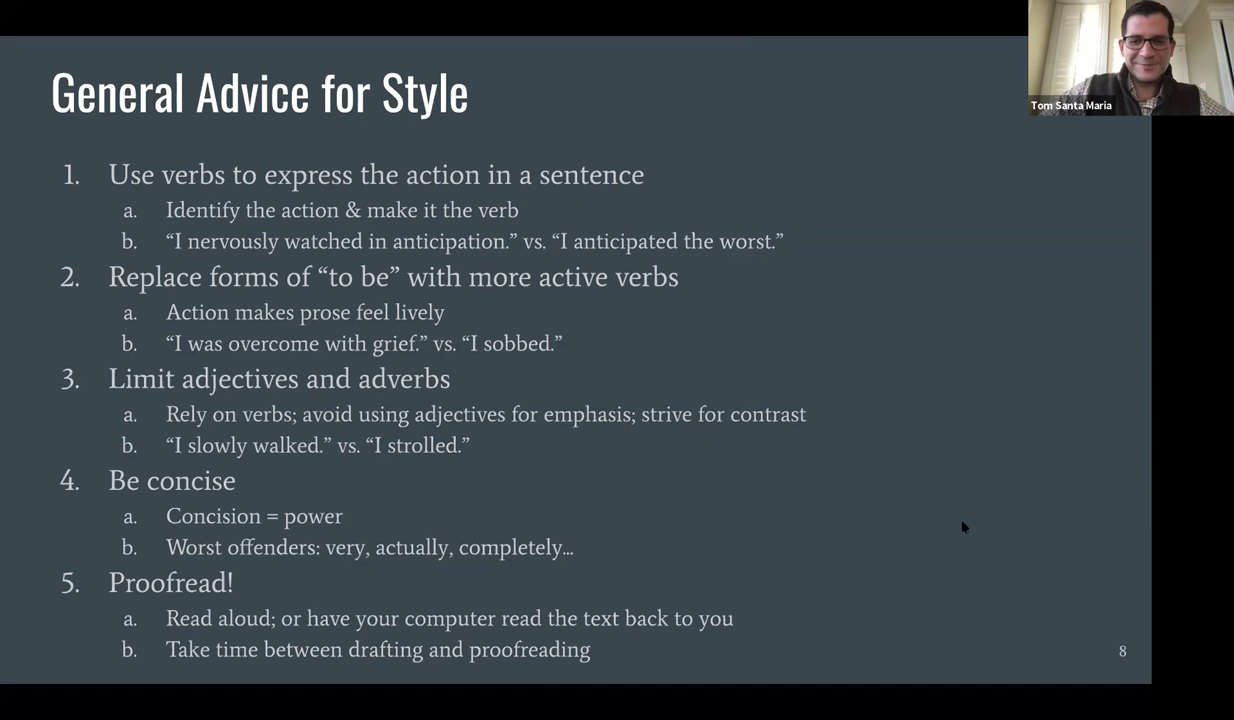 General Advice for Style
Tom Santa Maria
1. Use verbs to express the action in a sentence
a. Identify the action & make it the verb
b. “I nervously watched in anticipation.” vs. “I anticipated the worst.”
2. Replace forms of “to be” with more active verbs
a. Action makes prose feel lively
b. “I was overcome with grief.” vs. “I sobbed.”
3. Limit adjectives and adverbs
a. Rely on verbs; avoid using adjectives for emphasis; strive for contrast
b. “I slowly walked.” vs. “I strolled.”
4. Be concise
a. Concision = power
b. Worst offenders: very, actually, completely...
5. Proofread!
a. Read aloud; or have your computer read the text back to you
b. Take time between drafting and proofreading
8